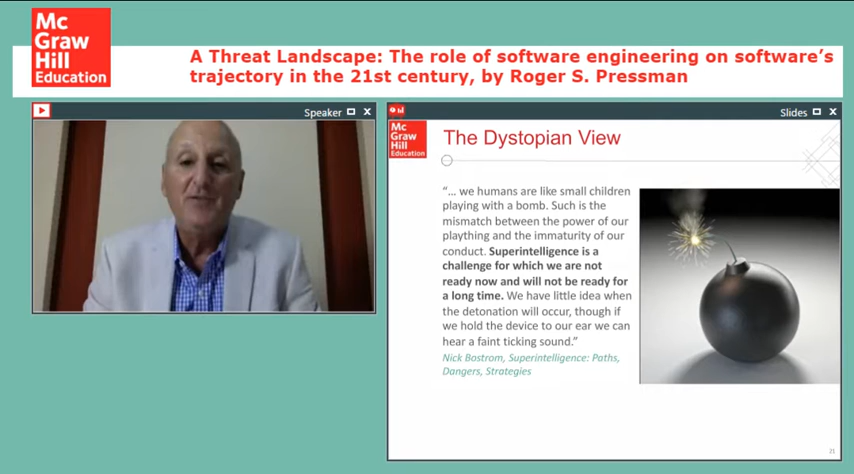 Mc
Graw
Hill
Education
A Threat Landscape: The role of software engineering on software’s
trajectory in the 21st century, by Roger S. Pressman
Speaker
X
Slides
X
Mc
Graw
Hill
Education
The Dystopian View
“… we humans are like small children
playing with a bomb. Such is the
mismatch between the power of our
plaything and the immaturity of our
conduct. Superintelligence is a
challenge for which we are not
ready now and will not be ready for
a long time. We have little idea when
the detonation will occur, though if
we hold the device to our ear we can
hear a faint ticking sound.”
Nick Bostrom, Superintelligence: Paths,
Dangers, Strategies
21